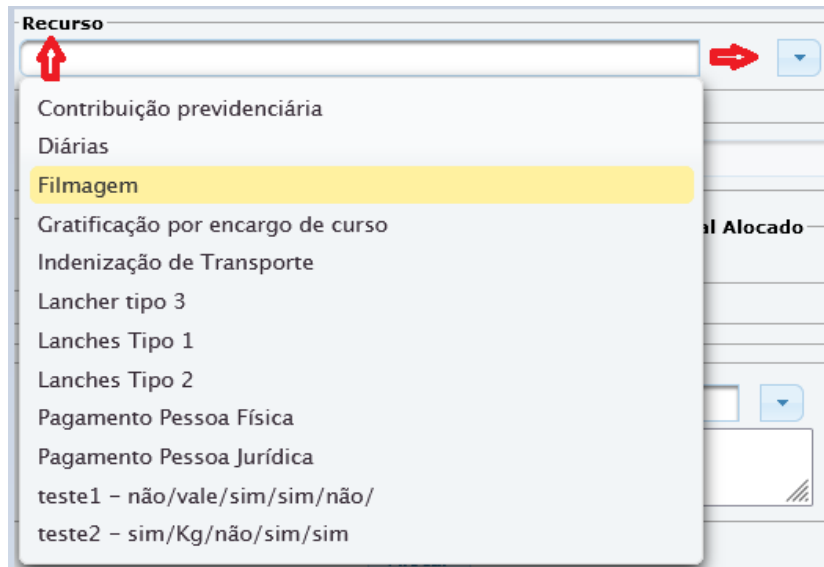 Recurso
Contribuição previdenciária
Diárias
Filmagem
Gratificação por encargo de curso
al Alocado
Indenização de Transporte
Lancher tipo 3
Lanches Tipo 1
Lanches Tipo 2
Pagamento Pessoa Física
Pagamento Pessoa Jurídica
teste1 – não/vale/sim/sim/não/
teste2 – sim/Kg/não/sim/sim